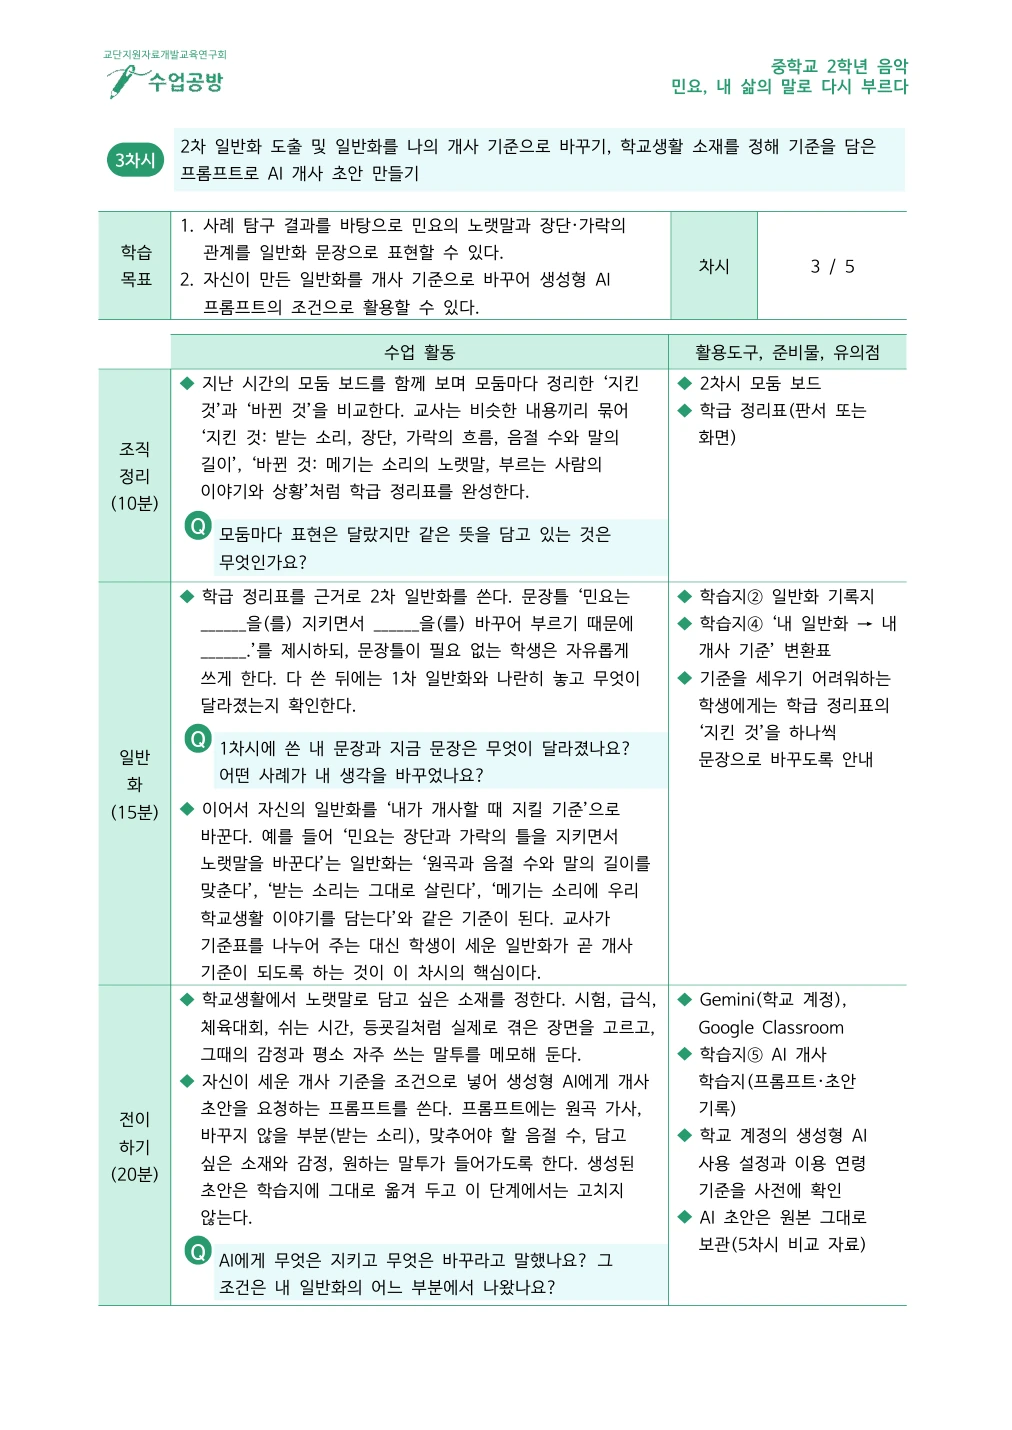 교단지원자료개발교육연구회
수업공방
중학교 2학년 음악
민요, 내 삶의 말로 다시 부르다
3차시
2차 일반화 도출 및 일반화를 나의 개사 기준으로 바꾸기, 학교생활 소재를 정해 기준을 담은
프롬프트로 AI 개사 초안 만들기
학습
목표
1. 사례 탐구 결과를 바탕으로 민요의 노랫말과 장단·가락의
관계를 일반화 문장으로 표현할 수 있다.
2. 자신이 만든 일반화를 개사 기준으로 바꾸어 생성형 AI
프롬프트의 조건으로 활용할 수 있다.
차시
3 / 5
수업 활동
활용도구, 준비물, 유의점
조직
정리
(10분)
◆ 지난 시간의 모둠 보드를 함께 보며 모둠마다 정리한 ‘지킨
것’과 ‘바뀐 것’을 비교한다. 교사는 비슷한 내용끼리 묶어
‘지킨 것: 받는 소리, 장단, 가락의 흐름, 음절 수와 말의
길이’, ‘바뀐 것: 메기는 소리의 노랫말, 부르는 사람의
이야기와 상황’처럼 학급 정리표를 완성한다.
Q 모둠마다 표현은 달랐지만 같은 뜻을 담고 있는 것은
무엇인가요?
◆ 2차시 모둠 보드
◆ 학급 정리표(판서 또는
화면)
일반
화
(15분)
◆ 학급 정리표를 근거로 2차 일반화를 쓴다. 문장틀 ‘민요는
______을(를) 지키면서 ______을(를) 바꾸어 부르기 때문에
______.’를 제시하되, 문장틀이 필요 없는 학생은 자유롭게
쓰게 한다. 다 쓴 뒤에는 1차 일반화와 나란히 놓고 무엇이
달라졌는지 확인한다.
Q 1차시에 쓴 내 문장과 지금 문장은 무엇이 달라졌나요?
어떤 사례가 내 생각을 바꾸었나요?
◆ 이어서 자신의 일반화를 ‘내가 개사할 때 지킬 기준’으로
바꾼다. 예를 들어 ‘민요는 장단과 가락의 틀을 지키면서
노랫말을 바꾼다’는 일반화는 ‘원곡과 음절 수와 말의 길이를
맞춘다’, ‘받는 소리는 그대로 살린다’, ‘메기는 소리에 우리
학교생활 이야기를 담는다’와 같은 기준이 된다. 교사가
기준표를 나누어 주는 대신 학생이 세운 일반화가 곧 개사
기준이 되도록 하는 것이 이 차시의 핵심이다.
◆ 학습지② 일반화 기록지
◆ 학습지④ ‘내 일반화 → 내
개사 기준’ 변환표
◆ 기준을 세우기 어려워하는
학생에게는 학급 정리표의
‘지킨 것’을 하나씩
문장으로 바꾸도록 안내
전이
하기
(20분)
◆ 학교생활에서 노랫말로 담고 싶은 소재를 정한다. 시험, 급식,
체육대회, 쉬는 시간, 등굣길처럼 실제로 겪은 장면을 고르고,
그때의 감정과 평소 자주 쓰는 말투를 메모해 둔다.
◆ 자신이 세운 개사 기준을 조건으로 넣어 생성형 AI에게 개사
초안을 요청하는 프롬프트를 쓴다. 프롬프트에는 원곡 가사,
바꾸지 않을 부분(받는 소리), 맞추어야 할 음절 수, 담고
싶은 소재와 감정, 원하는 말투가 들어가도록 한다. 생성된
초안은 학습지에 그대로 옮겨 두고 이 단계에서는 고치지
않는다.
Q AI에게 무엇은 지키고 무엇은 바꾸라고 말했나요? 그
조건은 내 일반화의 어느 부분에서 나왔나요?
◆ Gemini(학교 계정),
Google Classroom
◆ 학습지⑤ AI 개사
학습지(프롬프트·초안
기록)
◆ 학교 계정의 생성형 AI
사용 설정과 이용 연령
기준을 사전에 확인
◆ AI 초안은 원본 그대로
보관(5차시 비교 자료)